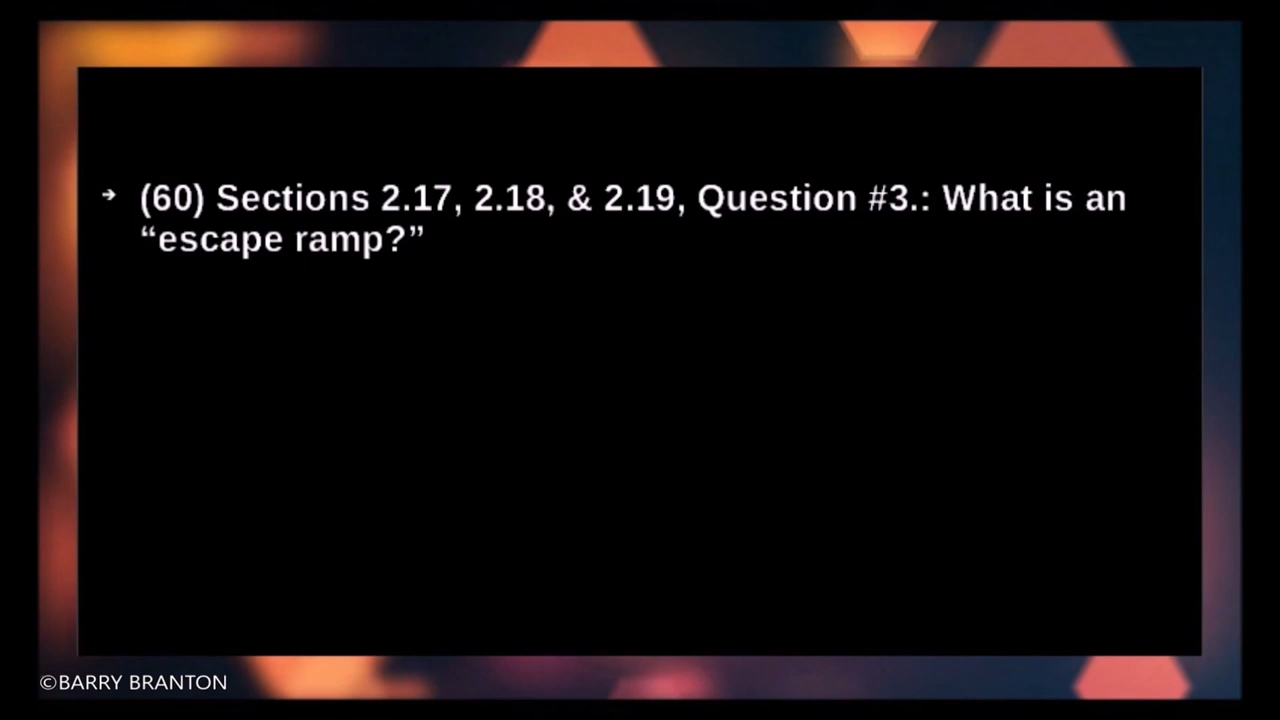 ➔ (60) Sections 2.17, 2.18, & 2.19, Question #3.: What is an
“escape ramp?”
©BARRY BRANTON